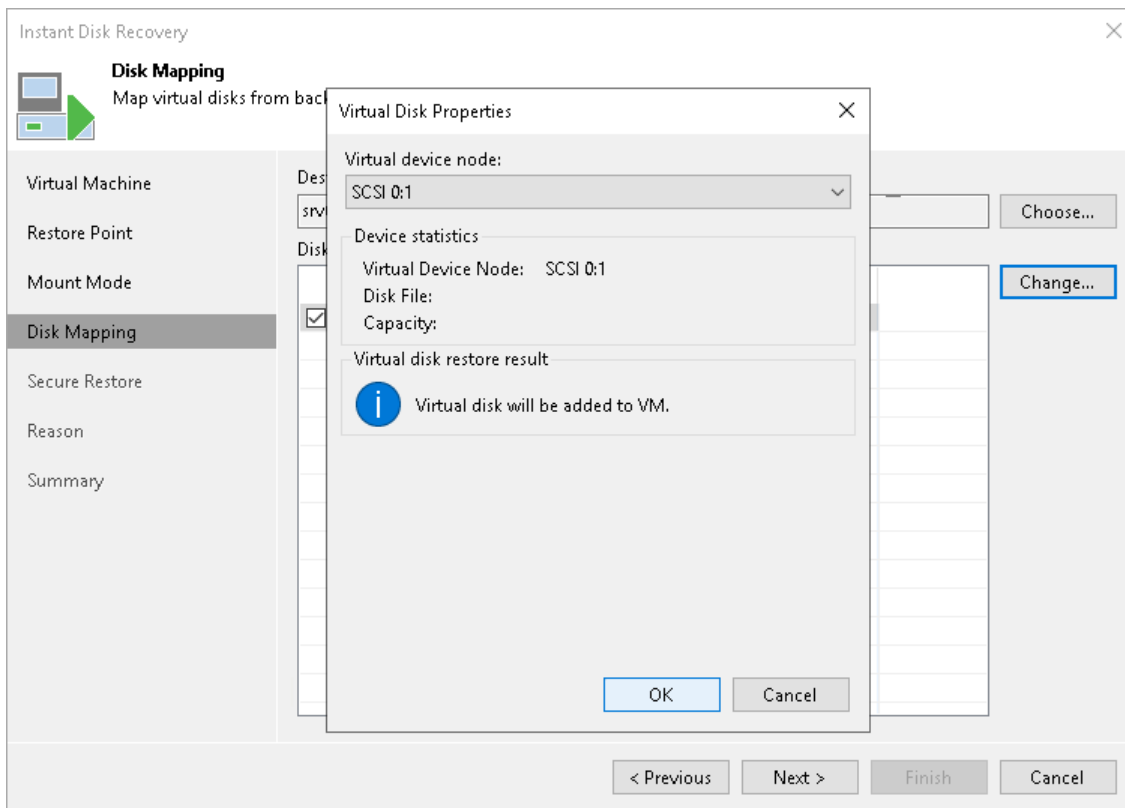 Instant Disk Recovery
Disk Mapping
Map virtual disks from
Virtual Disk Properties
Virtual device node:
SCSI 0:1
Device statistics
Virtual Device Node: SCSI 0:1
Disk File:
Capacity:
Virtual disk restore result
Virtual disk will be added to VM.
OK Cancel
Virtual Machine
Restore Point
Mount Mode
Disk Mapping
Secure Restore
Reason
Summary
Choose...
Disk
Change...
< Previous Next > Finish Cancel